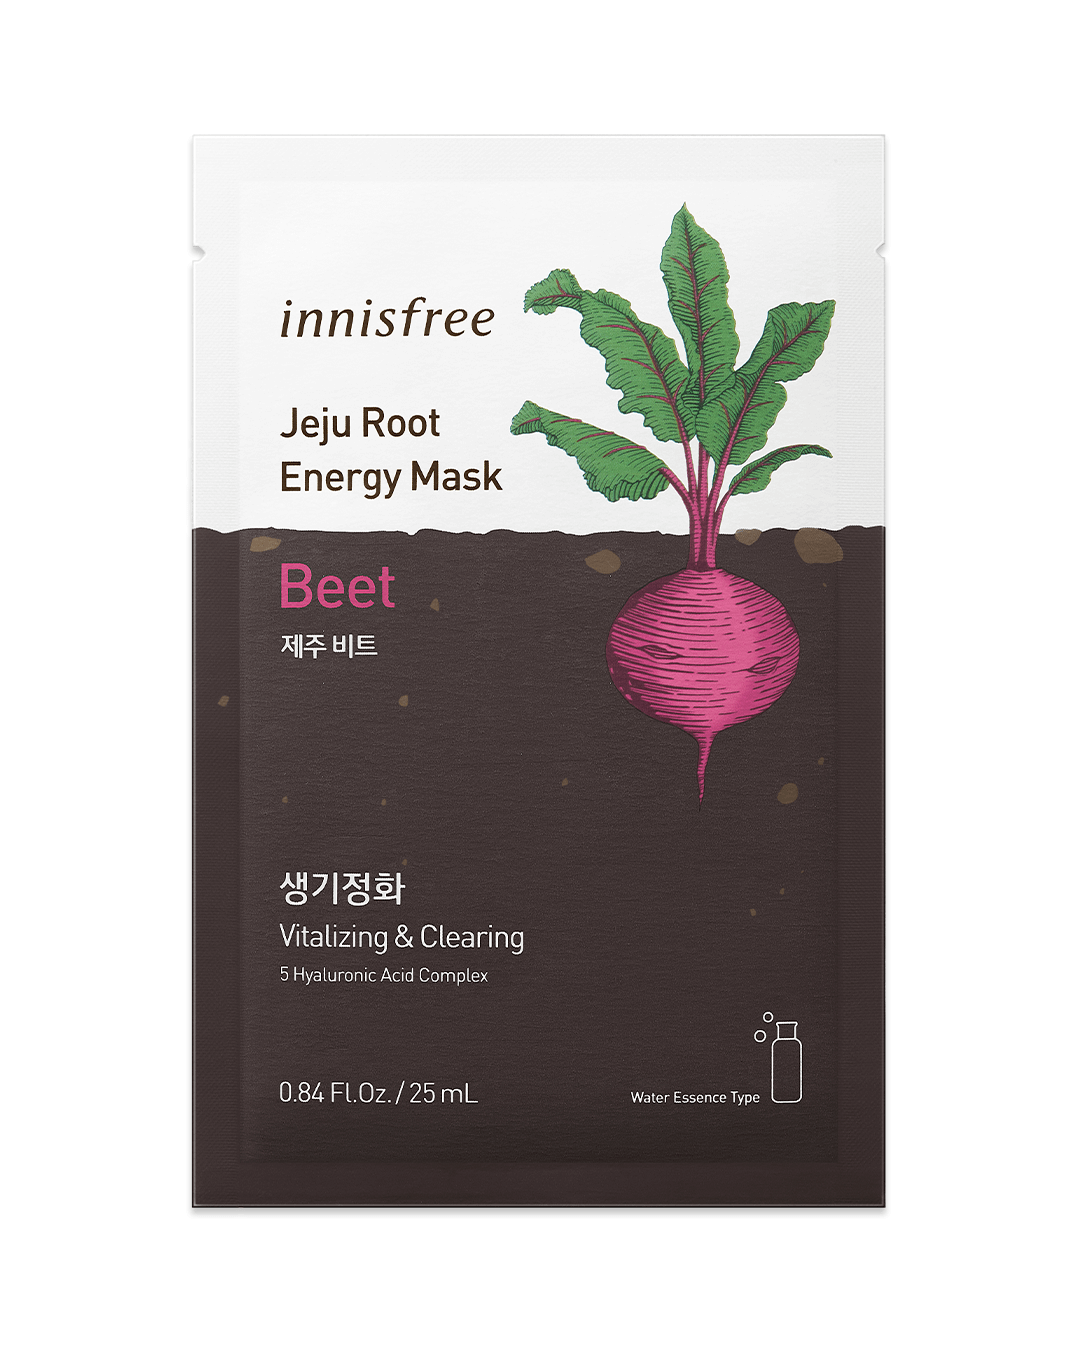 innisfree
Jeju Root
Energy Mask
Beet
제주 비트
생기정화
Vitalizing & Clearing
5 Hyaluronic Acid Complex
0.84 Fl.Oz. / 25 mL
Water Essence Type